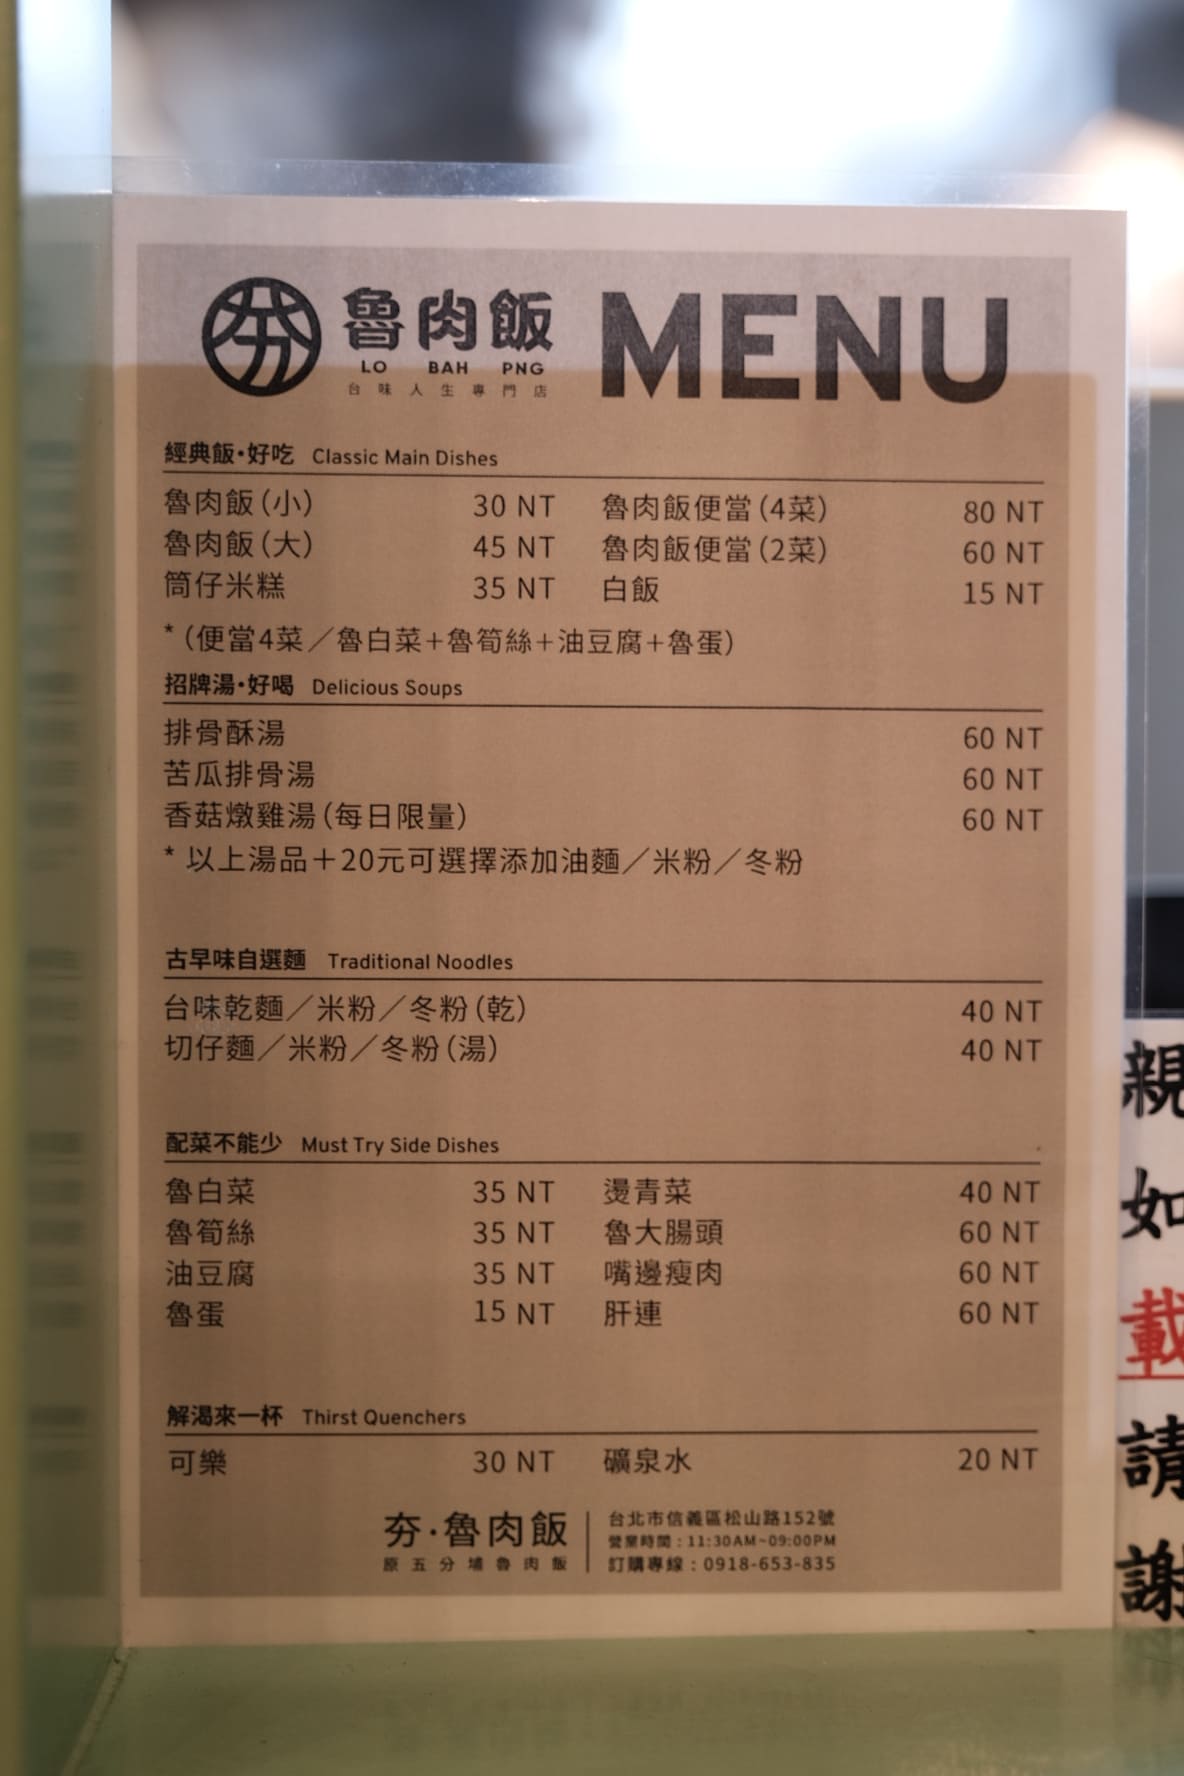 夯 魯肉飯 MENU
LO BAH PNG
台味人生專門店
經典飯•好吃 Classic Main Dishes
魯肉飯(小) 30 NT 魯肉飯便當(4菜) 80 NT
魯肉飯(大) 45 NT 魯肉飯便當(2菜) 60 NT
筒仔米糕 35 NT 白飯 15 NT
*(便當4菜／魯白菜+魯筍絲+油豆腐+魯蛋)
招牌湯•好喝 Delicious Soups
排骨酥湯 60 NT
苦瓜排骨湯 60 NT
香菇燉雞湯(每日限量) 60 NT
* 以上湯品＋20元可選擇添加油麵／米粉／冬粉
古早味自選麵 Traditional Noodles
台味乾麵／米粉／冬粉(乾) 40 NT
切仔麵／米粉／冬粉(湯) 40 NT
配菜不能少 Must Try Side Dishes
魯白菜 35 NT 燙青菜 40 NT
魯筍絲 35 NT 魯大腸頭 60 NT
油豆腐 35 NT 嘴邊瘦肉 60 NT
魯蛋 15 NT 肝連 60 NT
解渴來一杯 Thirst Quenchers
可樂 30 NT 礦泉水 20 NT
夯·魯肉飯
原五分埔魯肉飯
台北市信義區松山路152號
營業時間：11:30AM~09:00PM
訂購專線：0918-653-835
親
如
載
請
謝